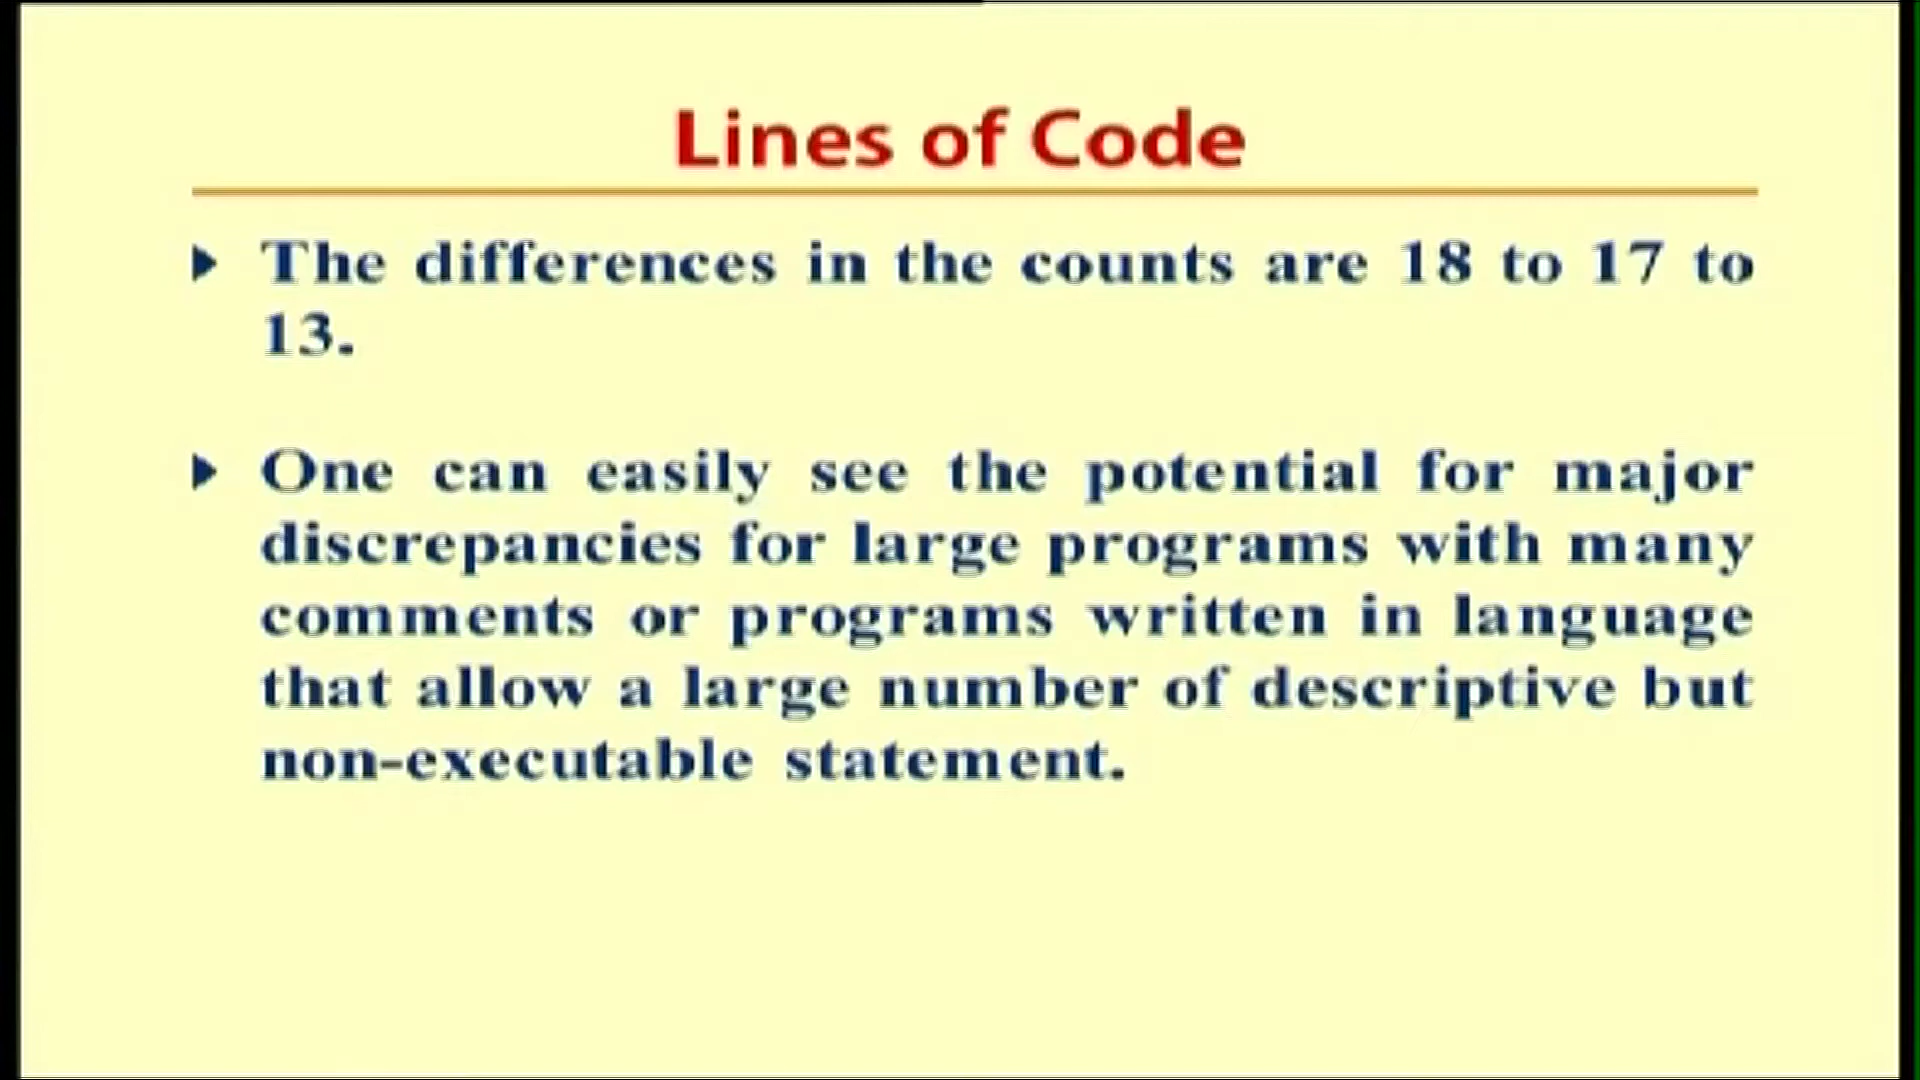 Lines of Code
The differences in the counts are 18 to 17 to
13.
One can easily see the potential for major
discrepancies for large programs with many
comments or programs written in language
that allow a large number of descriptive but
non-executable statement.